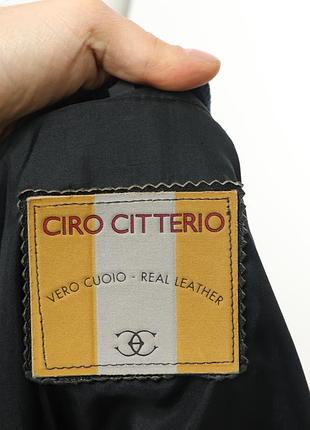 CIRO CITTERIO
VERO CUOIO - REAL LEATHER